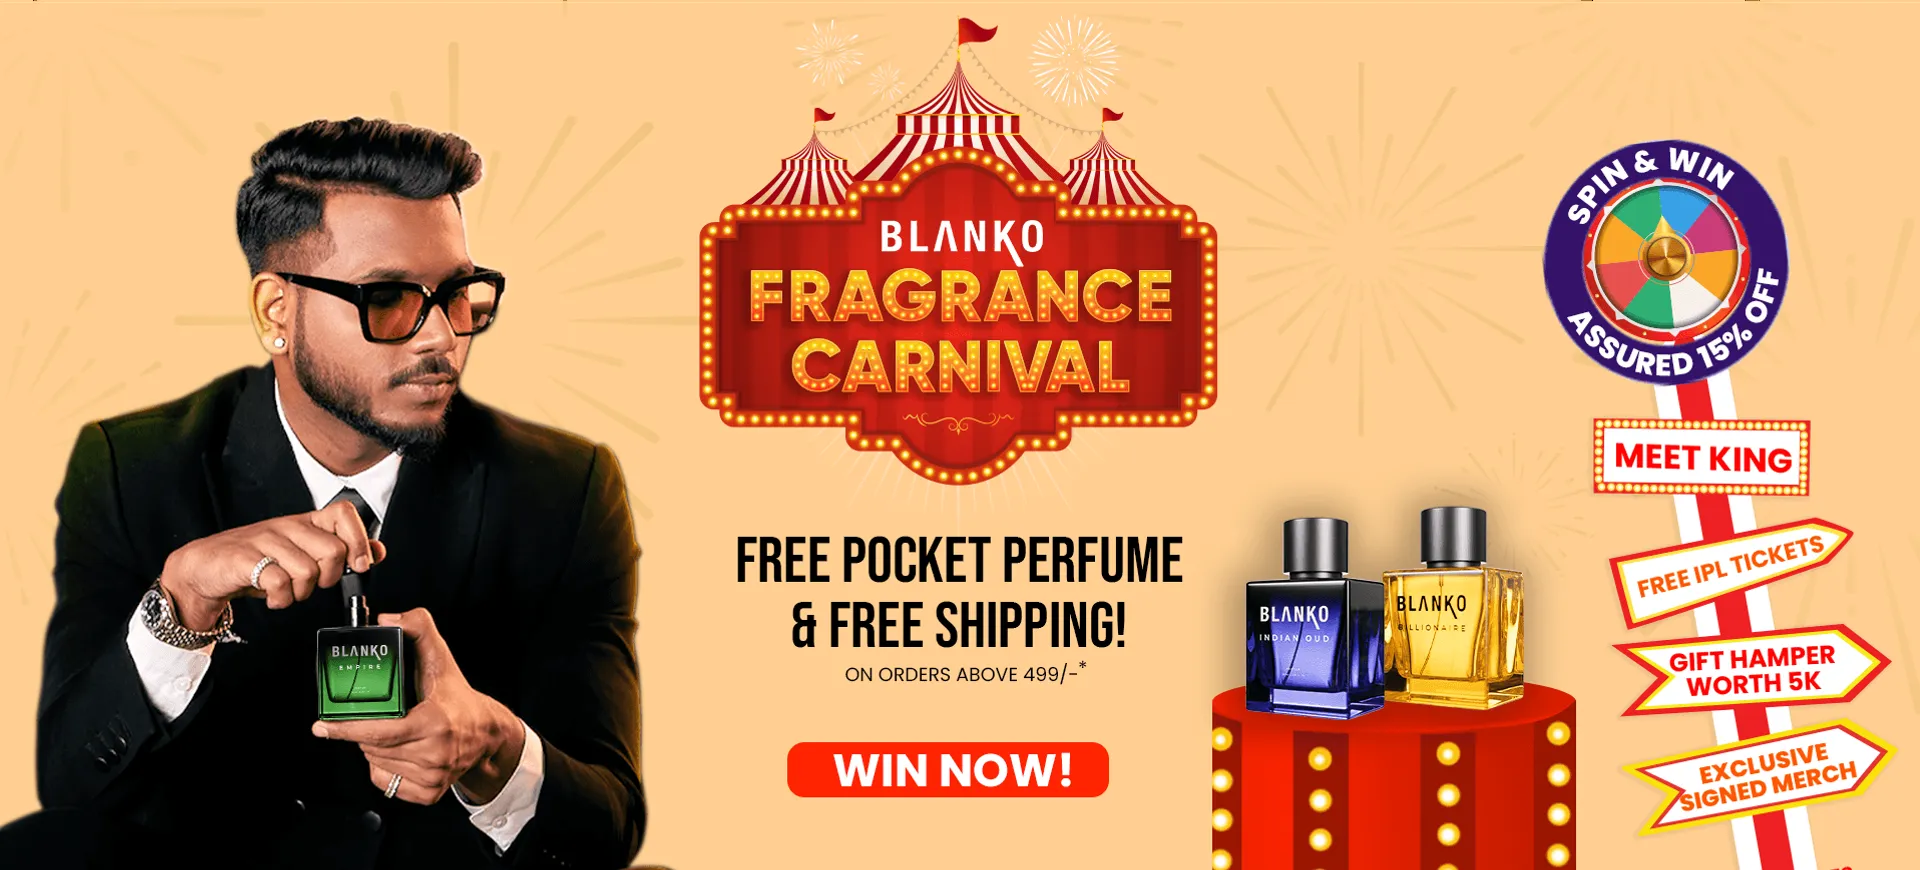 BLANKO
FRAGRANCE
CARNIVAL
FREE POCKET PERFUME
& FREE SHIPPING!
ON ORDERS ABOVE 499/-*
WIN NOW!
BLANKO
EMPIRE
BLANKO
INDIAN OUD
BLANKO
BILLIONAIRE
SPIN & WIN
ASSURED 15% OFF
MEET KING
FREE IPL TICKETS
GIFT HAMPER
WORTH 5K
EXCLUSIVE
SIGNED MERCH